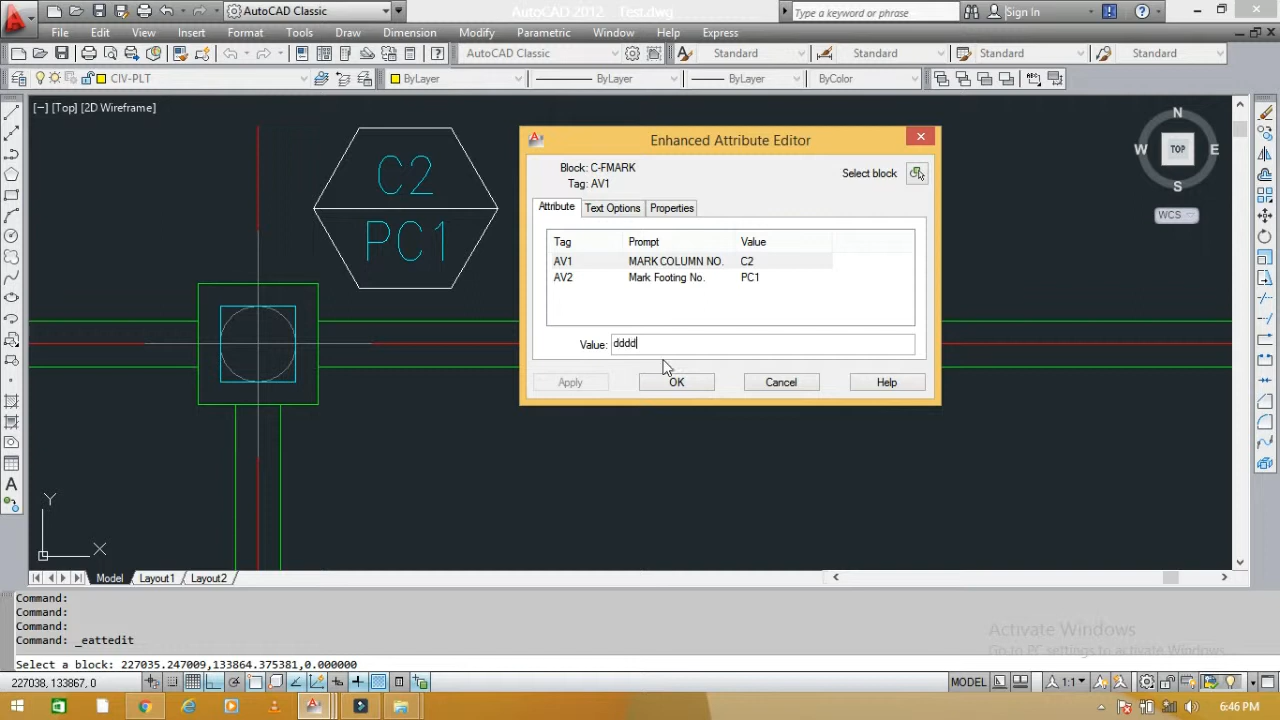 AutoCAD Classic
AutoCAD 2012 Test.dwg
Type a keyword or phrase
Sign In
File Edit View Insert Format Tools Draw Dimension Modify Parametric Window Help Express
AutoCAD Classic
Standard
Standard
Standard
Standard
CIV-PLT
ByLayer
ByLayer
ByLayer
ByColor
[−] [Top] [2D Wireframe]
C2
PC1
N
W TOP E
S
WCS
Enhanced Attribute Editor
Block: C-FMARK
Tag: AV1
Select block
Attribute Text Options Properties
Tag Prompt Value
AV1 MARK COLUMN NO. C2
AV2 Mark Footing No. PC1
Value: dddd
Apply OK Cancel Help
Y
X
Model Layout1 Layout2
Command:
Command:
Command:
Command: _eattedit
Select a block: 227035.247009,133864.375381,0.000000
Activate Windows
Go to PC settings to activate Windows.
227038, 133867, 0
MODEL
1:1
6:46 PM